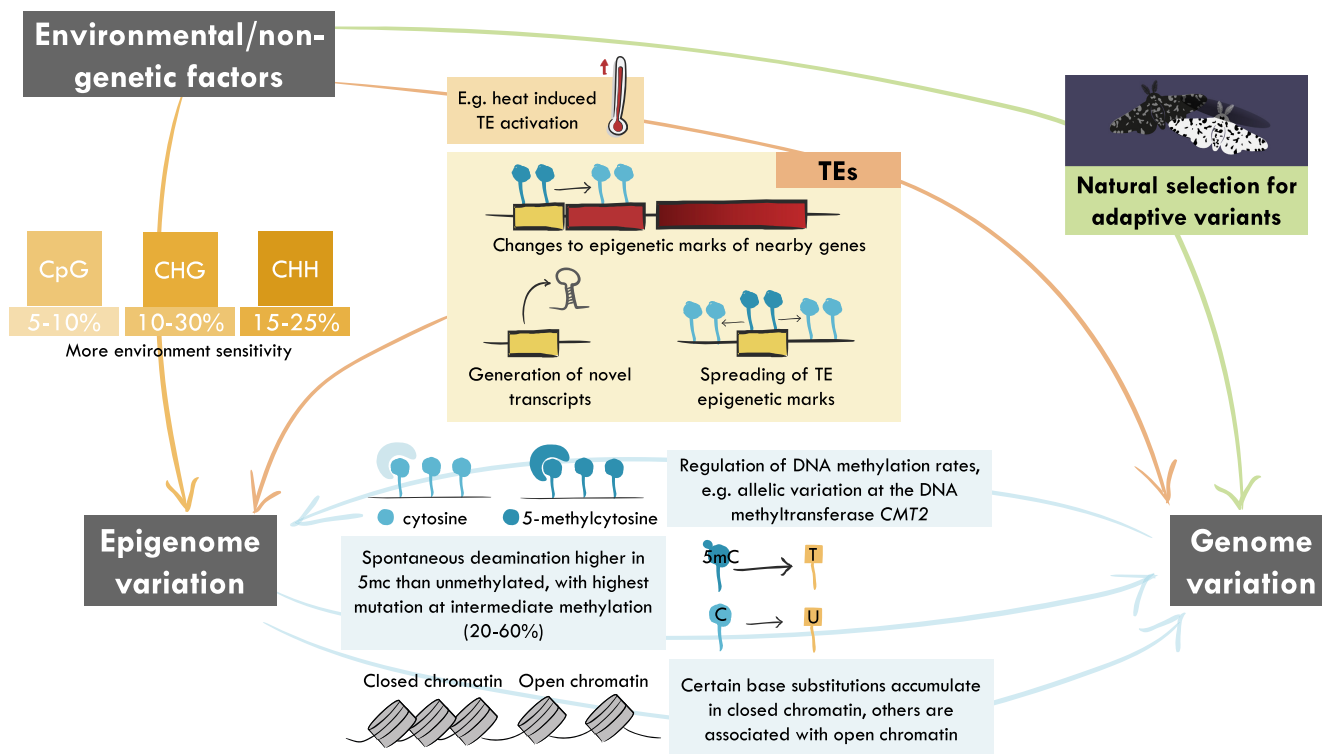 Environmental/non-
genetic factors
E.g. heat induced
TE activation
TEs
Natural selection for
adaptive variants
Changes to epigenetic marks of nearby genes
CpG
CHG
CHH
5-10%
10-30%
15-25%
More environment sensitivity
Generation of novel
transcripts
Spreading of TE
epigenetic marks
Regulation of DNA methylation rates,
e.g. allelic variation at the DNA
methyltransferase CMT2
cytosine
5-methylcytosine
Epigenome
variation
Genome
variation
Spontaneous deamination higher in
5mc than unmethylated, with highest
mutation at intermediate methylation
(20-60%)
5mC
T
C
U
Closed chromatin
Open chromatin
Certain base substitutions accumulate
in closed chromatin, others are
associated with open chromatin